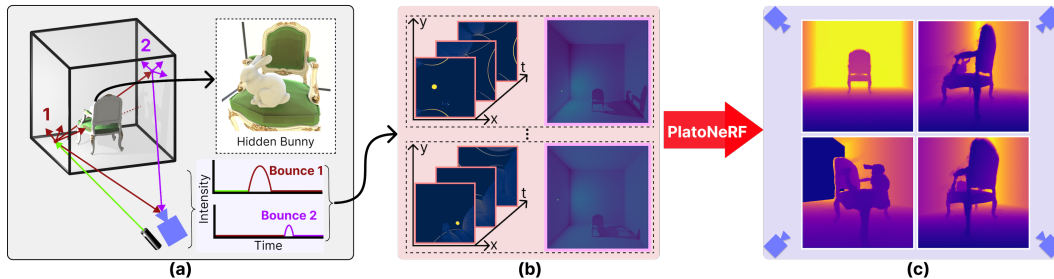 2
1
Hidden Bunny
Intensity
Bounce 1
Bounce 2
Time
(a)
y
t
x
y
t
x
(b)
PlatoNeRF
(c)